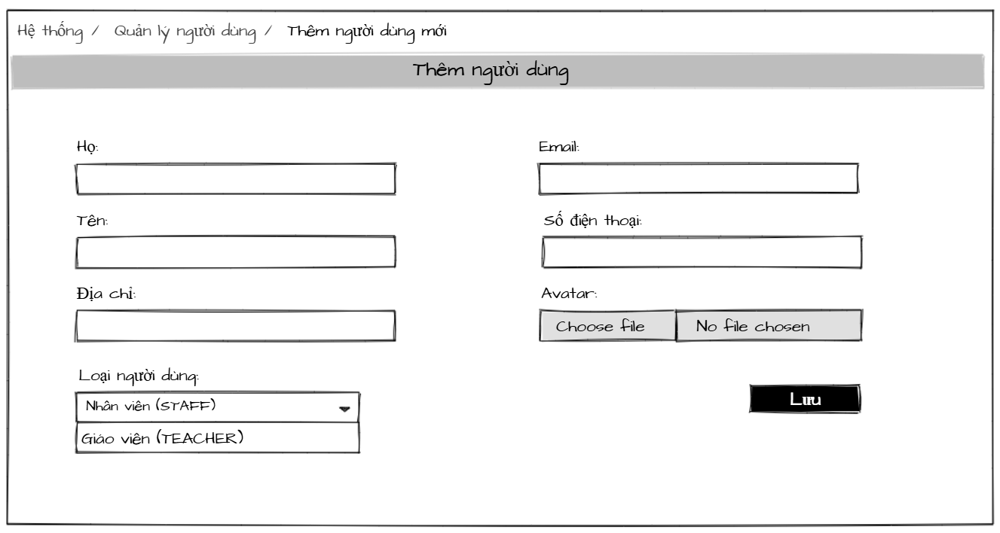 Hệ thống / Quản lý người dùng / Thêm người dùng mới
Thêm người dùng
Họ:
Email:
Tên:
Số điện thoại:
Địa chỉ:
Avatar:
Choose file No file chosen
Loại người dùng:
Nhân viên (STAFF)
Lưu
Giáo viên (TEACHER)